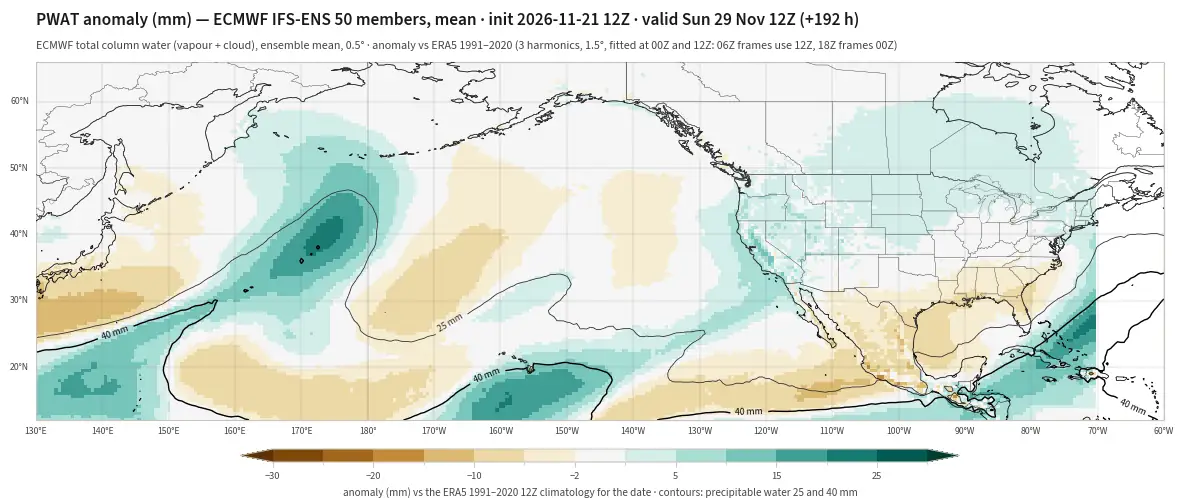 PWAT anomaly (mm) — ECMWF IFS-ENS 50 members, mean · init 2026-11-21 12Z · valid Sun 29 Nov 12Z (+192 h)
ECMWF total column water (vapour + cloud), ensemble mean, 0.5° · anomaly vs ERA5 1991–2020 (3 harmonics, 1.5°, fitted at 00Z and 12Z: 06Z frames use 12Z, 18Z frames 00Z)
60°N
50°N
40°N
30°N
20°N
25 mm
40 mm
40 mm
40 mm
40 mm
130°E 140°E 150°E 160°E 170°E 180° 170°W 160°W 150°W 140°W 130°W 120°W 110°W 100°W 90°W 80°W 70°W 60°W
−30 −20 −10 −2 5 15 25
anomaly (mm) vs the ERA5 1991–2020 12Z climatology for the date · contours: precipitable water 25 and 40 mm